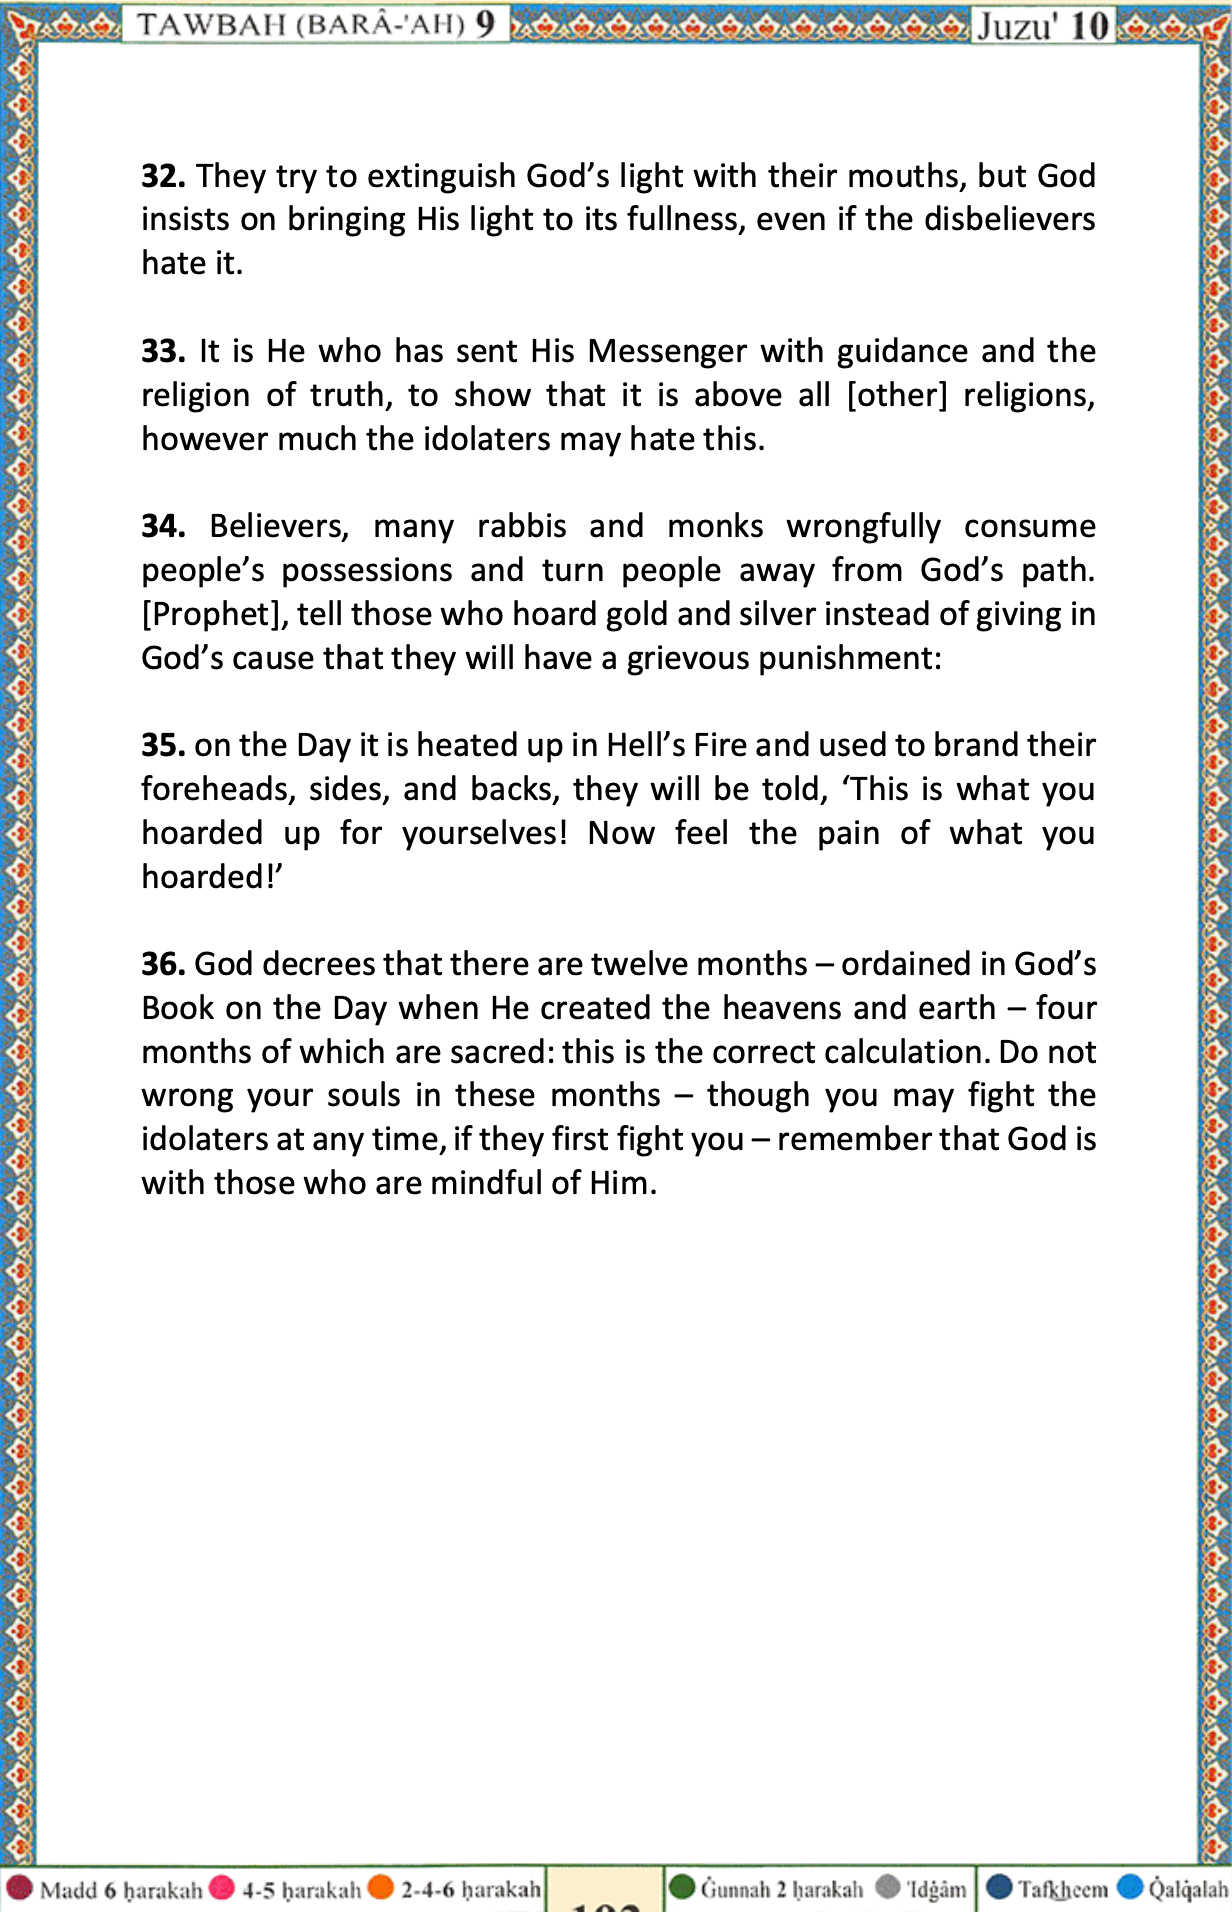 TAWBAH (BARÂ-'AH) 9 Juzu' 10
32. They try to extinguish God’s light with their mouths, but God
insists on bringing His light to its fullness, even if the disbelievers
hate it.
33. It is He who has sent His Messenger with guidance and the
religion of truth, to show that it is above all [other] religions,
however much the idolaters may hate this.
34. Believers, many rabbis and monks wrongfully consume
people’s possessions and turn people away from God’s path.
[Prophet], tell those who hoard gold and silver instead of giving in
God’s cause that they will have a grievous punishment:
35. on the Day it is heated up in Hell’s Fire and used to brand their
foreheads, sides, and backs, they will be told, ‘This is what you
hoarded up for yourselves! Now feel the pain of what you
hoarded!’
36. God decrees that there are twelve months – ordained in God’s
Book on the Day when He created the heavens and earth – four
months of which are sacred: this is the correct calculation. Do not
wrong your souls in these months – though you may fight the
idolaters at any time, if they first fight you – remember that God is
with those who are mindful of Him.
Madd 6 ḥarakah 4-5 ḥarakah 2-4-6 ḥarakah Ġunnah 2 ḥarakah 'Idġâm Tafkheem Q̇alq̇alah